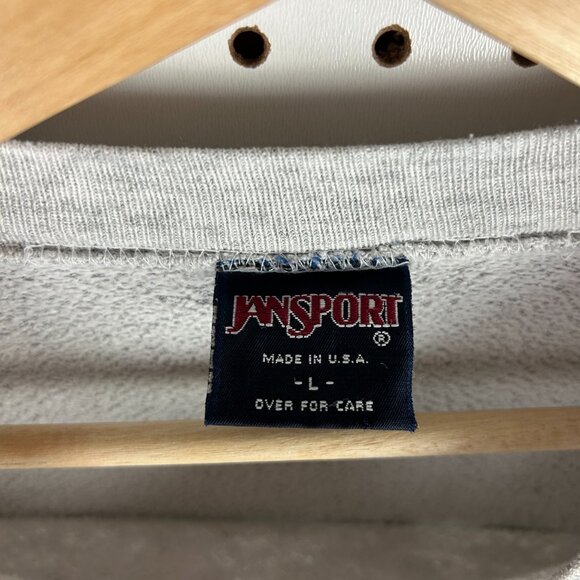 JANSPORT
®
MADE IN U.S.A.
- L -
OVER FOR CARE